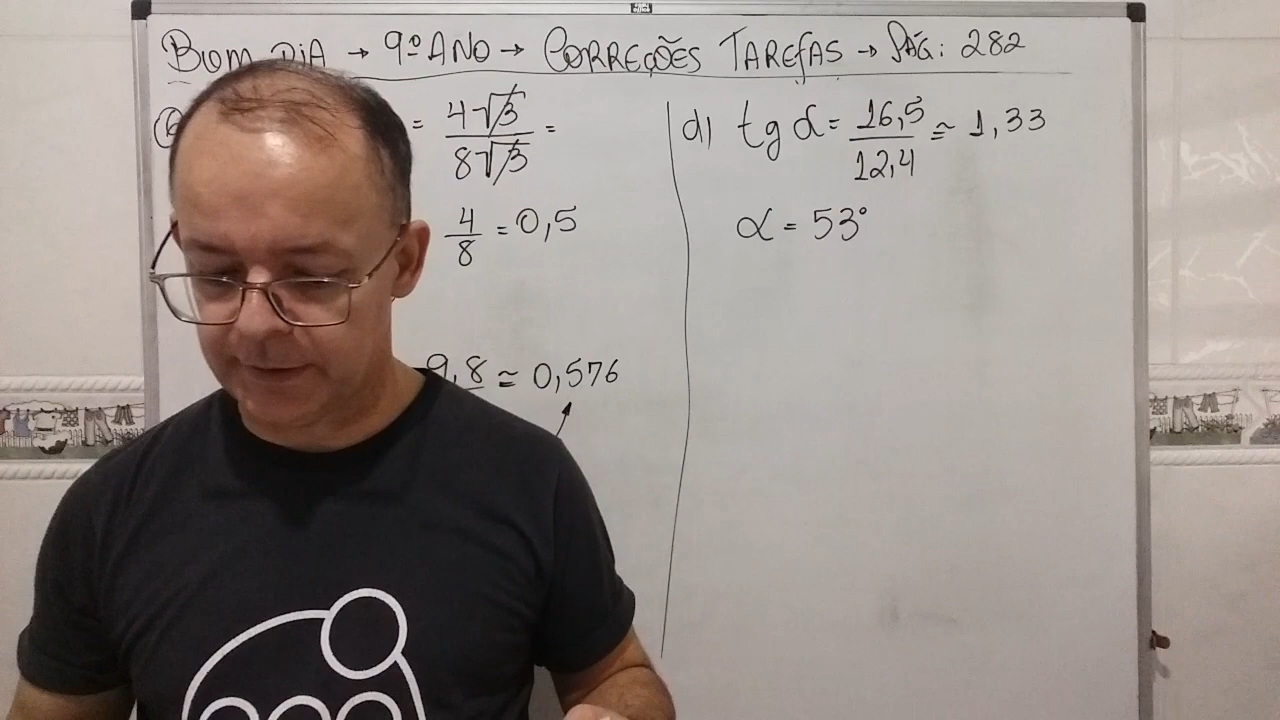 BOM DIA → 9º ANO → CORREÇÕES TAREFAS → PÁG: 282
= 4√3 / 8√3 =
4/8 = 0,5
9,8 ≃ 0,576
d) tg α = 16,5 / 12,4 ≃ 1,33
α = 53°